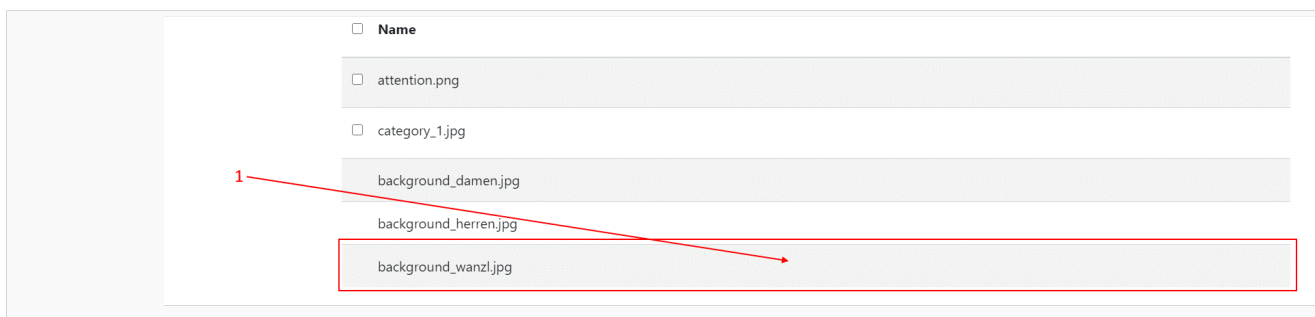 Name
attention.png
category_1.jpg
background_damen.jpg
1
background_herren.jpg
background_wanzl.jpg